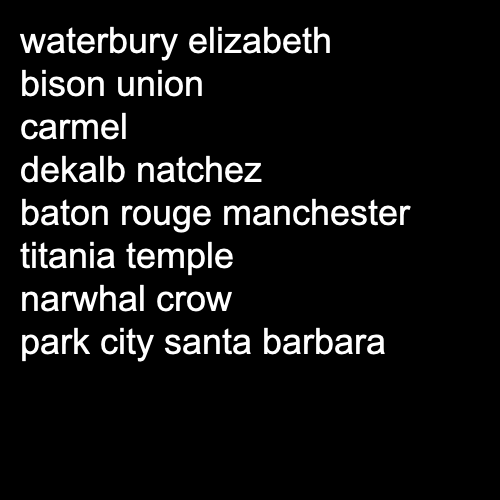 waterbury elizabeth
bison union
carmel
dekalb natchez
baton rouge manchester
titania temple
narwhal crow
park city santa barbara